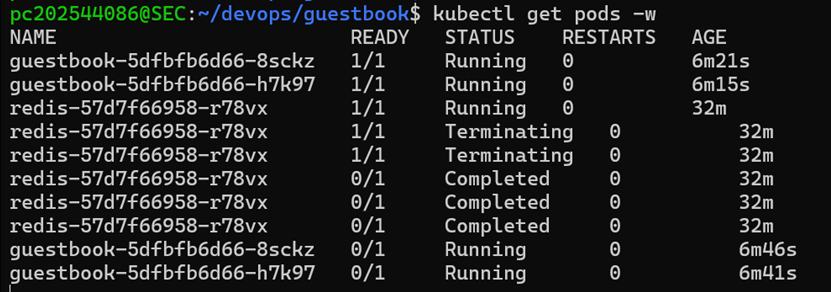 pc202544086@SEC:~/devops/guestbook$ kubectl get pods -w
NAME READY STATUS RESTARTS AGE
guestbook-5dfbfb6d66-8sckz 1/1 Running 0 6m21s
guestbook-5dfbfb6d66-h7k97 1/1 Running 0 6m15s
redis-57d7f66958-r78vx 1/1 Running 0 32m
redis-57d7f66958-r78vx 1/1 Terminating 0 32m
redis-57d7f66958-r78vx 1/1 Terminating 0 32m
redis-57d7f66958-r78vx 0/1 Completed 0 32m
redis-57d7f66958-r78vx 0/1 Completed 0 32m
redis-57d7f66958-r78vx 0/1 Completed 0 32m
guestbook-5dfbfb6d66-8sckz 0/1 Running 0 6m46s
guestbook-5dfbfb6d66-h7k97 0/1 Running 0 6m41s